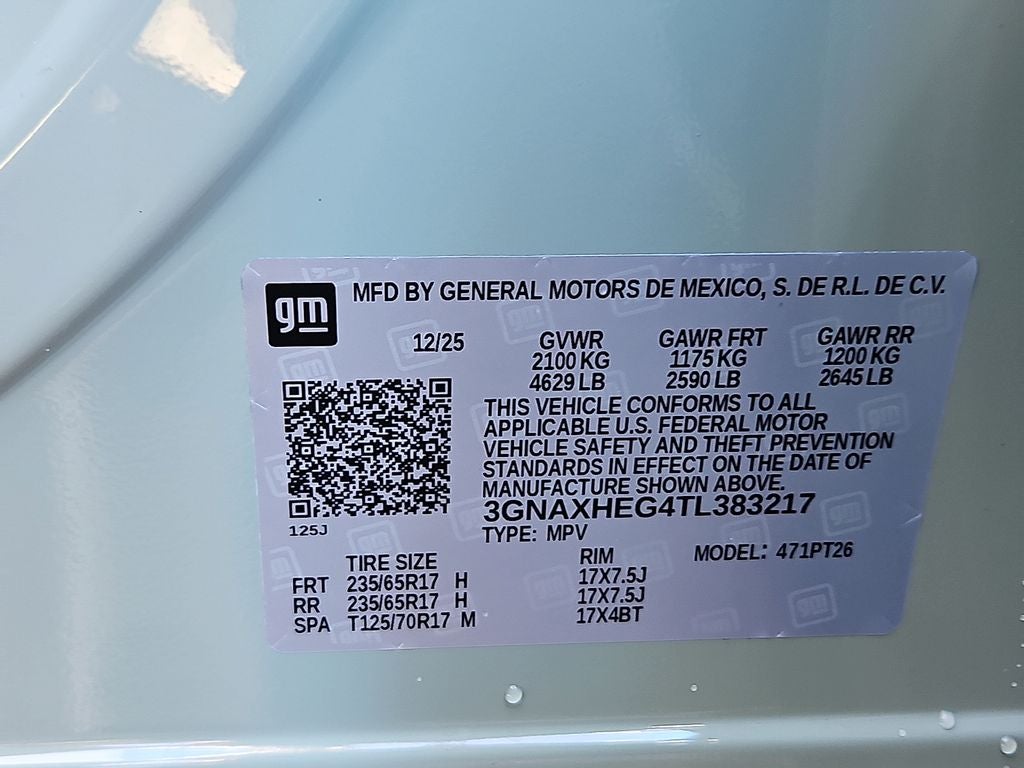 gm
MFD BY GENERAL MOTORS DE MEXICO, S. DE R.L. DE C.V.
12/25 GVWR GAWR FRT GAWR RR
2100 KG 1175 KG 1200 KG
4629 LB 2590 LB 2645 LB
THIS VEHICLE CONFORMS TO ALL
APPLICABLE U.S. FEDERAL MOTOR
VEHICLE SAFETY AND THEFT PREVENTION
STANDARDS IN EFFECT ON THE DATE OF
MANUFACTURE SHOWN ABOVE.
3GNAXHEG4TL383217
125J
TYPE: MPV
MODEL: 471PT26
TIRE SIZE RIM
FRT 235/65R17 H 17X7.5J
RR 235/65R17 H 17X7.5J
SPA T125/70R17 M 17X4BT